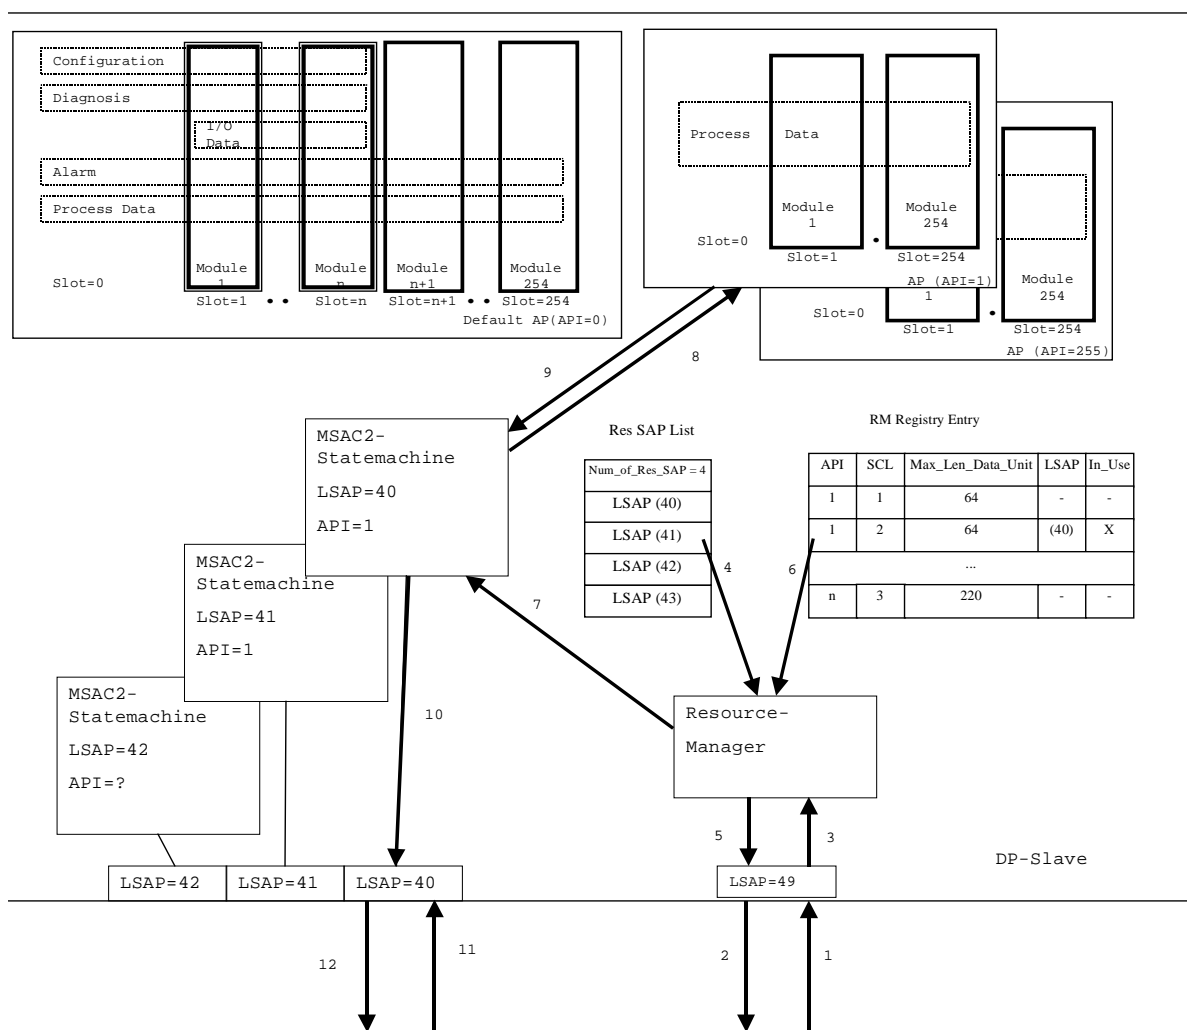 Configuration
Diagnosis
I/O
Data
Alarm
Process Data
Slot=0
Module
1
Module
n
Module
n+1
Module
254
Slot=1
Slot=n
Slot=n+1
Slot=254
Default AP(API=0)
Process Data
Module
1
Module
254
Slot=0
Slot=1
Slot=254
AP (API=1)
1
Module
254
Slot=0
Slot=1
Slot=254
AP (API=255)
9
8
MSAC2-
Statemachine
LSAP=40
API=1
MSAC2-
Statemachine
LSAP=41
API=1
MSAC2-
Statemachine
LSAP=42
API=?
Res SAP List
Num_of_Res_SAP = 4
LSAP (40)
LSAP (41)
LSAP (42)
LSAP (43)
RM Registry Entry
API SCL Max_Len_Data_Unit LSAP In_Use
1 1 64 - -
1 2 64 (40) X
...
n 3 220 - -
4
6
7
10
Resource-
Manager
5
3
DP-Slave
LSAP=42
LSAP=41
LSAP=40
LSAP=49
12
11
2
1